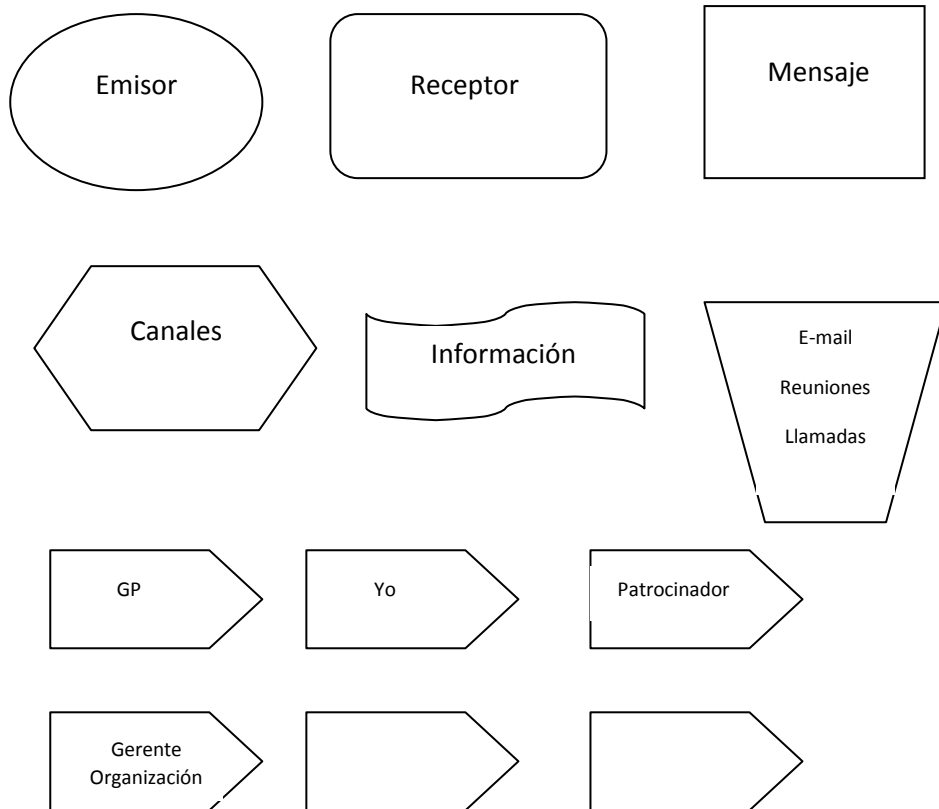 Emisor
Receptor
Mensaje
Canales
Información
E-mail
Reuniones
Llamadas
GP
Yo
Patrocinador
Gerente
Organización